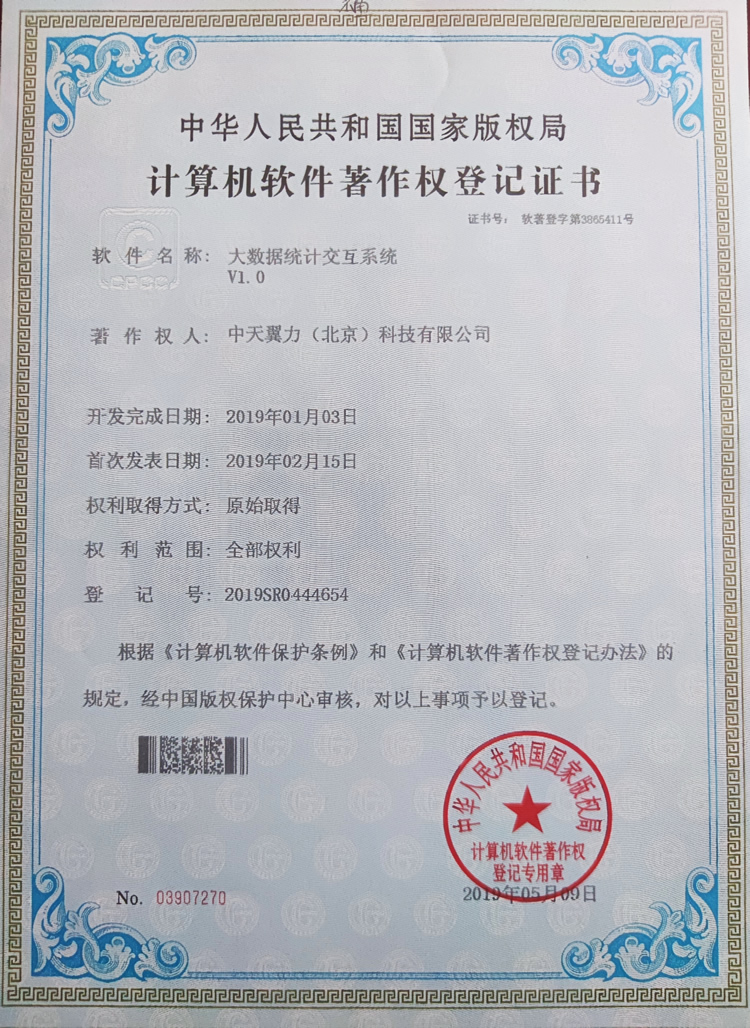 中华人民共和国国家版权局
计算机软件著作权登记证书
证书号： 软著登字第3865411号
软件名称： 大数据统计交互系统
V1.0
著作权人： 中天翼力（北京）科技有限公司
开发完成日期： 2019年01月03日
首次发表日期： 2019年02月15日
权利取得方式： 原始取得
权利范围： 全部权利
登记号： 2019SR0444654
根据《计算机软件保护条例》和《计算机软件著作权登记办法》的
规定，经中国版权保护中心审核，对以上事项予以登记。
中华人民共和国国家版权局
计算机软件著作权
登记专用章
No. 03907270
2019年05月09日